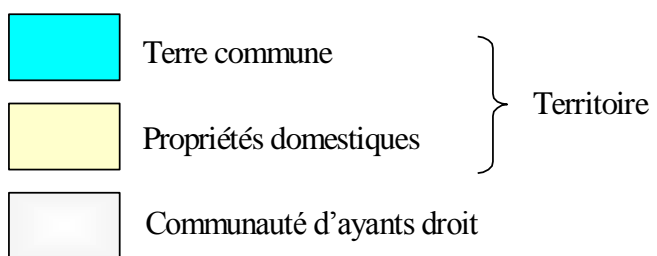 Terre commune
Territoire
Propriétés domestiques
Communauté d'ayants droit